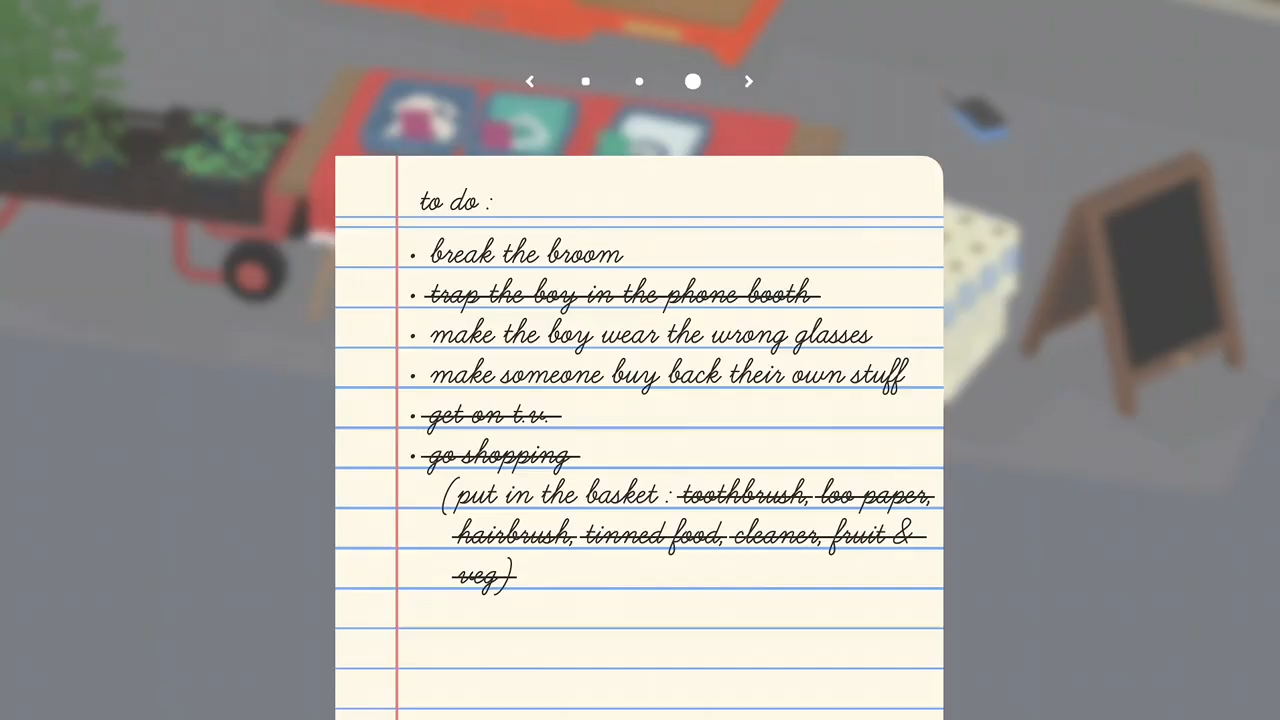 to do :
• break the broom
• trap the boy in the phone booth
• make the boy wear the wrong glasses
• make someone buy back their own stuff
• get on t.v.
• go shopping
(put in the basket : toothbrush, loo paper,
hairbrush, tinned food, cleaner, fruit &
veg)